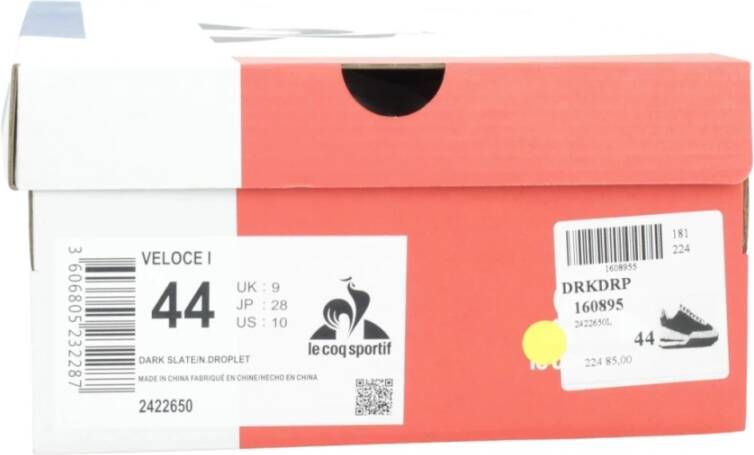 3 606805 232287
VELOCE I
44
UK : 9
JP : 28
US : 10
le coq sportif
DARK SLATE/N.DROPLET
MADE IN CHINA FABRIQUÉ EN CHINE/HECHO EN CHINA
2422650
181
224
1608955
DRKDRP
160895
2422650L
44
224 85,00